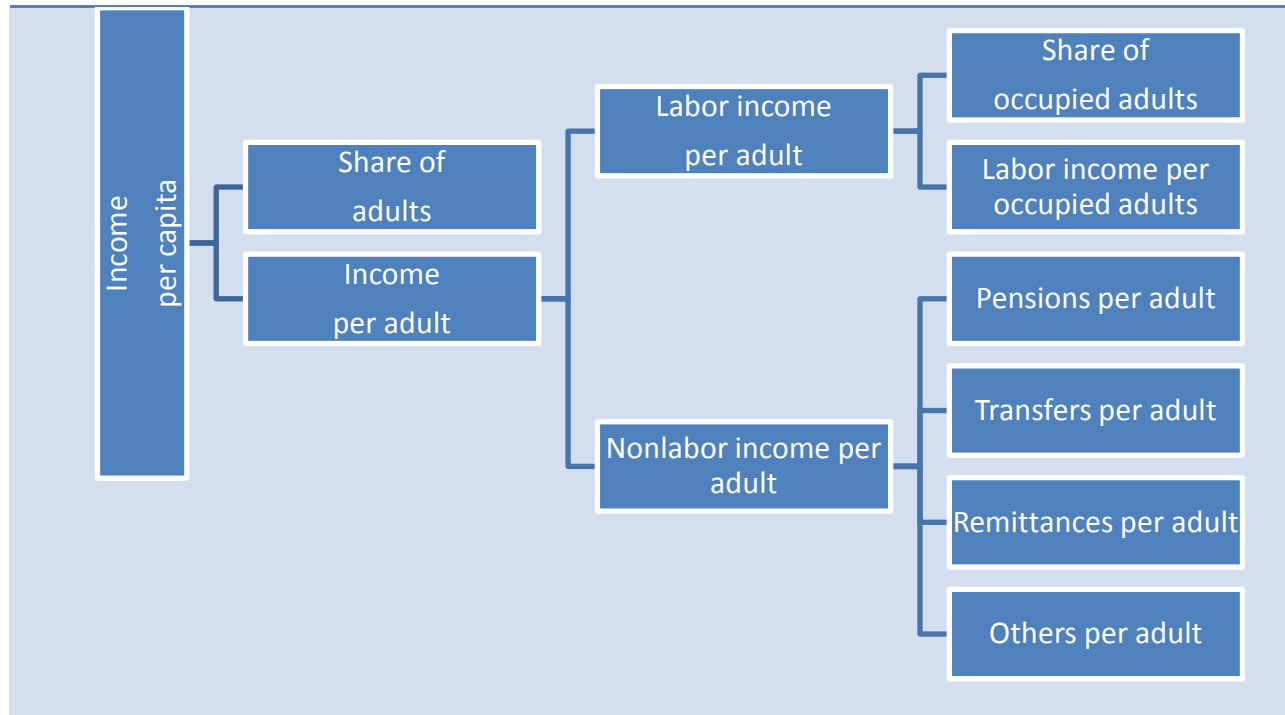 Income
per capita
Share of
adults
Income
per adult
Labor income
per adult
Nonlabor income per
adult
Share of
occupied adults
Labor income per
occupied adults
Pensions per adult
Transfers per adult
Remittances per adult
Others per adult